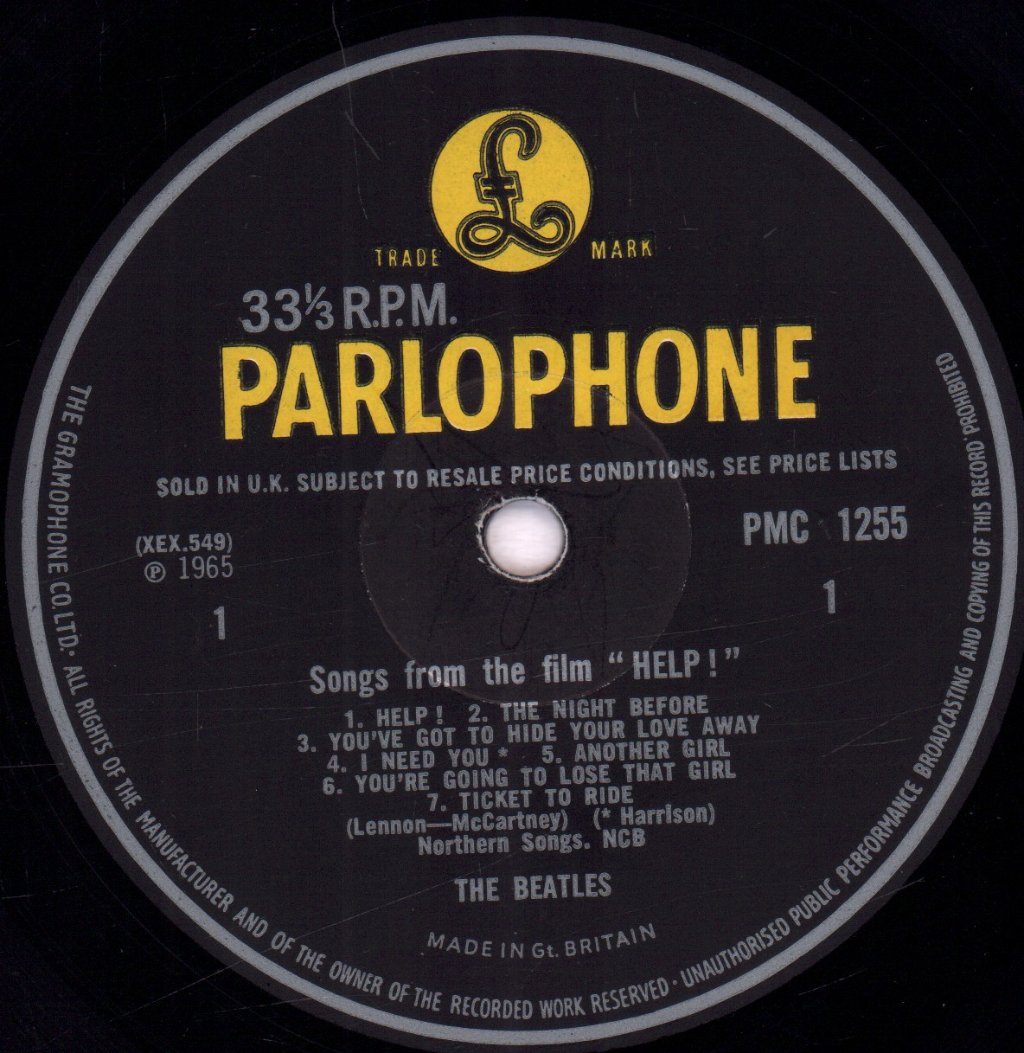 £
TRADE MARK
33⅓ R.P.M.
PARLOPHONE
SOLD IN U.K. SUBJECT TO RESALE PRICE CONDITIONS, SEE PRICE LISTS
(XEX.549)
℗ 1965
PMC 1255
1
1
Songs from the film “HELP!”
1. HELP! 2. THE NIGHT BEFORE
3. YOU'VE GOT TO HIDE YOUR LOVE AWAY
4. I NEED YOU * 5. ANOTHER GIRL
6. YOU'RE GOING TO LOSE THAT GIRL
7. TICKET TO RIDE
(Lennon—McCartney) (* Harrison)
Northern Songs. NCB
THE BEATLES
MADE IN Gt. BRITAIN
THE GRAMOPHONE CO.LTD. · ALL RIGHTS OF THE MANUFACTURER AND OF THE OWNER OF THE RECORDED WORK RESERVED · UNAUTHORISED PUBLIC PERFORMANCE BROADCASTING AND COPYING OF THIS RECORD PROHIBITED